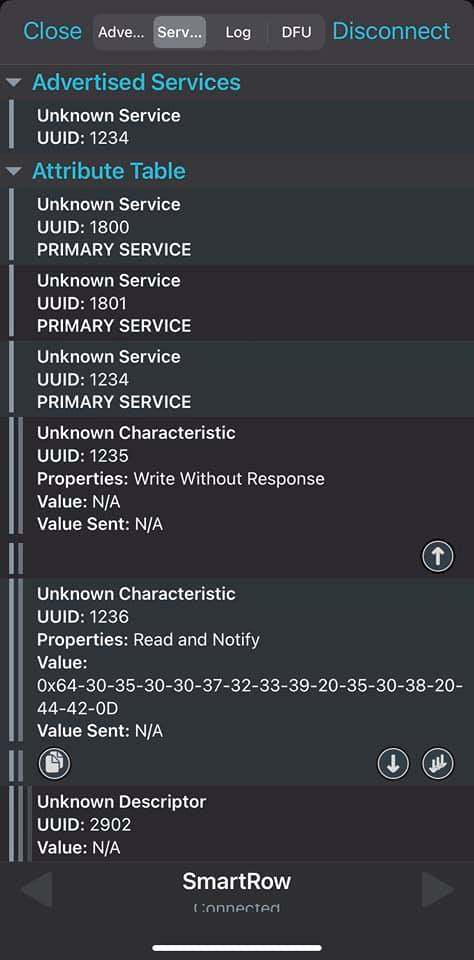 Close Adve... Serv... Log DFU Disconnect
Advertised Services
Unknown Service
UUID: 1234
Attribute Table
Unknown Service
UUID: 1800
PRIMARY SERVICE
Unknown Service
UUID: 1801
PRIMARY SERVICE
Unknown Service
UUID: 1234
PRIMARY SERVICE
Unknown Characteristic
UUID: 1235
Properties: Write Without Response
Value: N/A
Value Sent: N/A
Unknown Characteristic
UUID: 1236
Properties: Read and Notify
Value:
0x64-30-35-30-30-37-32-33-39-20-35-30-38-20-
44-42-0D
Value Sent: N/A
Unknown Descriptor
UUID: 2902
Value: N/A
SmartRow
Connected